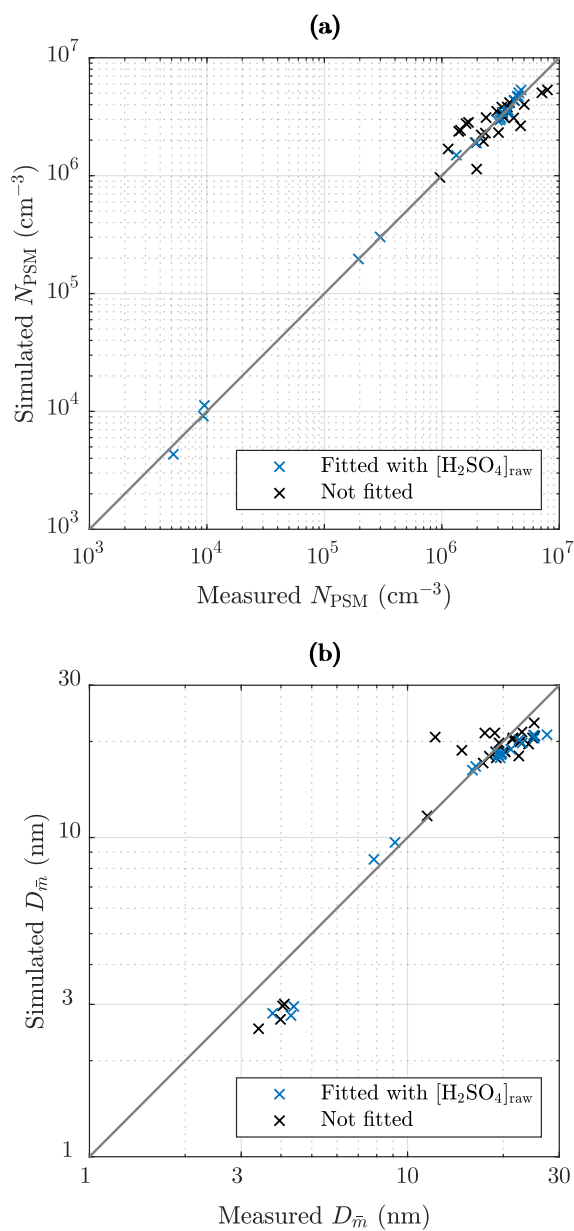 (a)
10^7
10^6
10^5
10^4
10^3
Simulated N_PSM (cm^−3)
Fitted with [H_2SO_4]_raw
Not fitted
10^3 10^4 10^5 10^6 10^7
Measured N_PSM (cm^−3)
(b)
30
10
3
1
Simulated D_m̄ (nm)
Fitted with [H_2SO_4]_raw
Not fitted
1 3 10 30
Measured D_m̄ (nm)